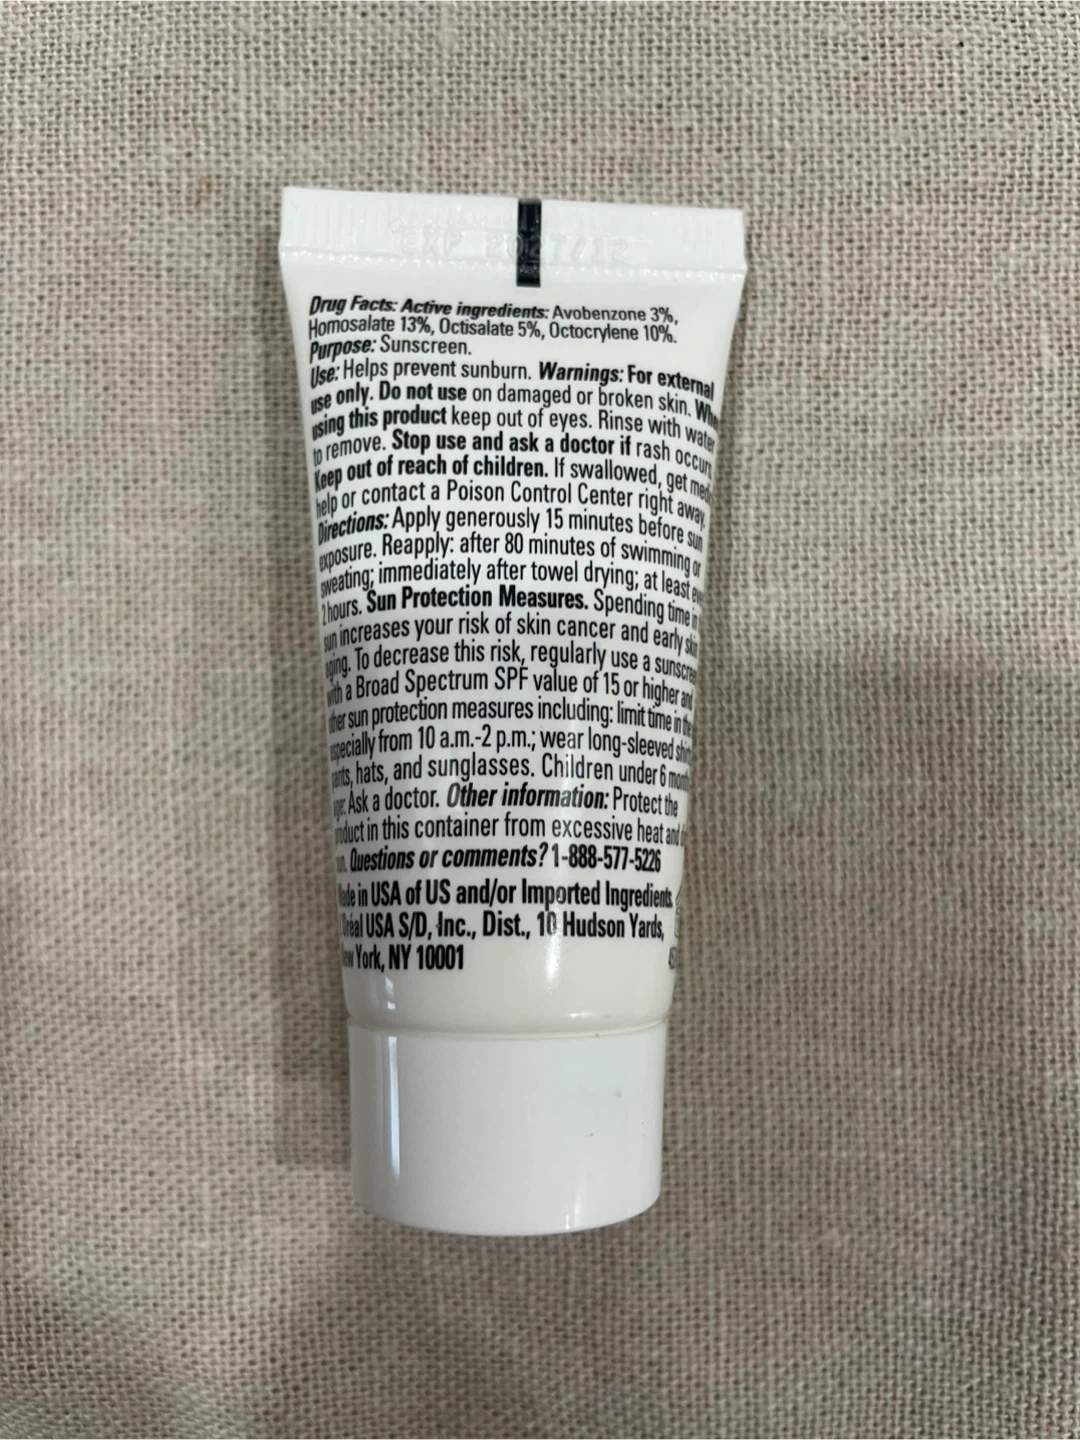 EXP 2027/12
Drug Facts: Active ingredients: Avobenzone 3%,
Homosalate 13%, Octisalate 5%, Octocrylene 10%.
Purpose: Sunscreen.
Use: Helps prevent sunburn. Warnings: For external
use only. Do not use on damaged or broken skin.
using this product keep out of eyes. Rinse with water
to remove. Stop use and ask a doctor if rash occurs.
Keep out of reach of children. If swallowed, get
help or contact a Poison Control Center right away.
Directions: Apply generously 15 minutes before sun
exposure. Reapply: after 80 minutes of swimming or
sweating; immediately after towel drying; at least
2 hours. Sun Protection Measures. Spending time in
sun increases your risk of skin cancer and early skin
aging. To decrease this risk, regularly use a
with a Broad Spectrum SPF value of 15 or higher and
sun protection measures including: limit time in
especially from 10 a.m.-2 p.m.; wear long-sleeved
hats, and sunglasses. Children under 6
Ask a doctor. Other information: Protect the
in this container from excessive heat and
Questions or comments? 1-888-577-5226
in USA of US and/or Imported Ingredients.
USA S/D, Inc., Dist., 10 Hudson Yards,
York, NY 10001